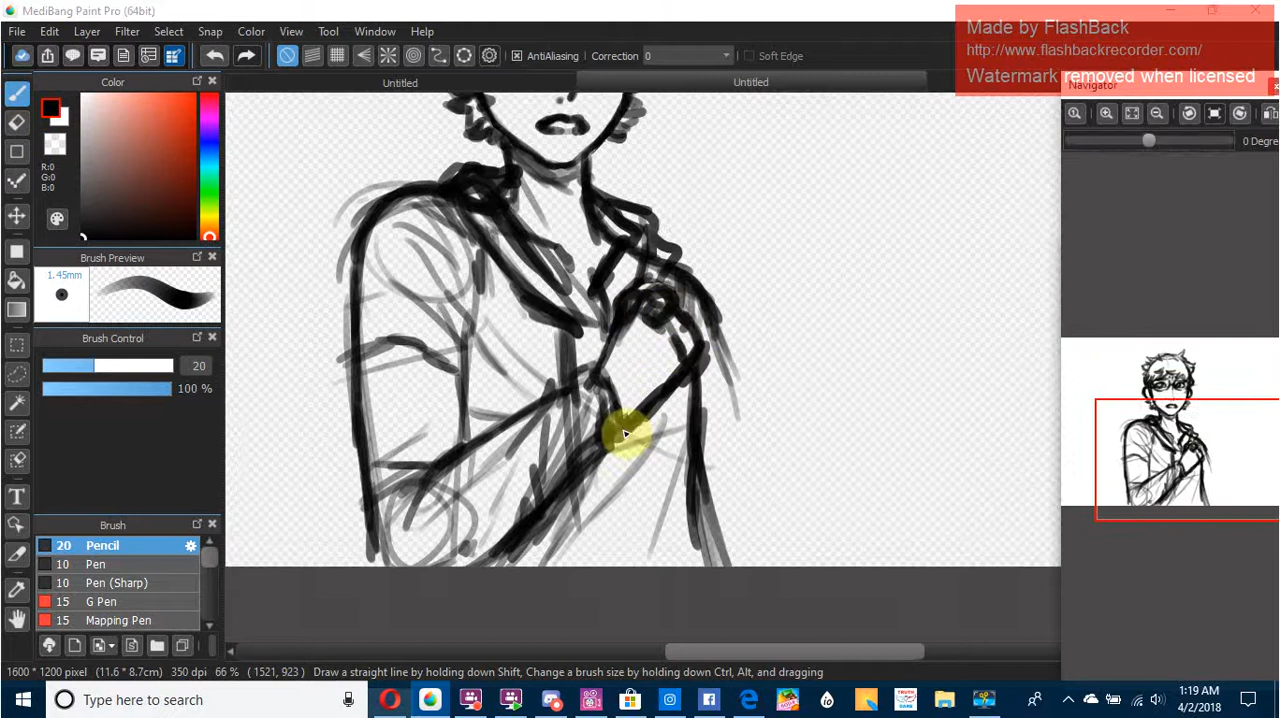 MediBang Paint Pro (64bit)
Made by FlashBack
http://www.flashbackrecorder.com/
Watermark removed when licensed
File Edit Layer Filter Select Snap Color View Tool Window Help
AntiAliasing Correction 0 Soft Edge
Color
Untitled
Untitled
Navigator
R:0
G:0
B:0
0 Degree
Brush Preview
1.45mm
Brush Control
20
100 %
Brush
20 Pencil
10 Pen
10 Pen (Sharp)
15 G Pen
15 Mapping Pen
T
1600 * 1200 pixel (11.6 * 8.7cm) 350 dpi 66 % ( 1521, 923 ) Draw a straight line by holding down Shift, Change a brush size by holding down Ctrl, Alt, and dragging
Type here to search
1:19 AM
4/2/2018